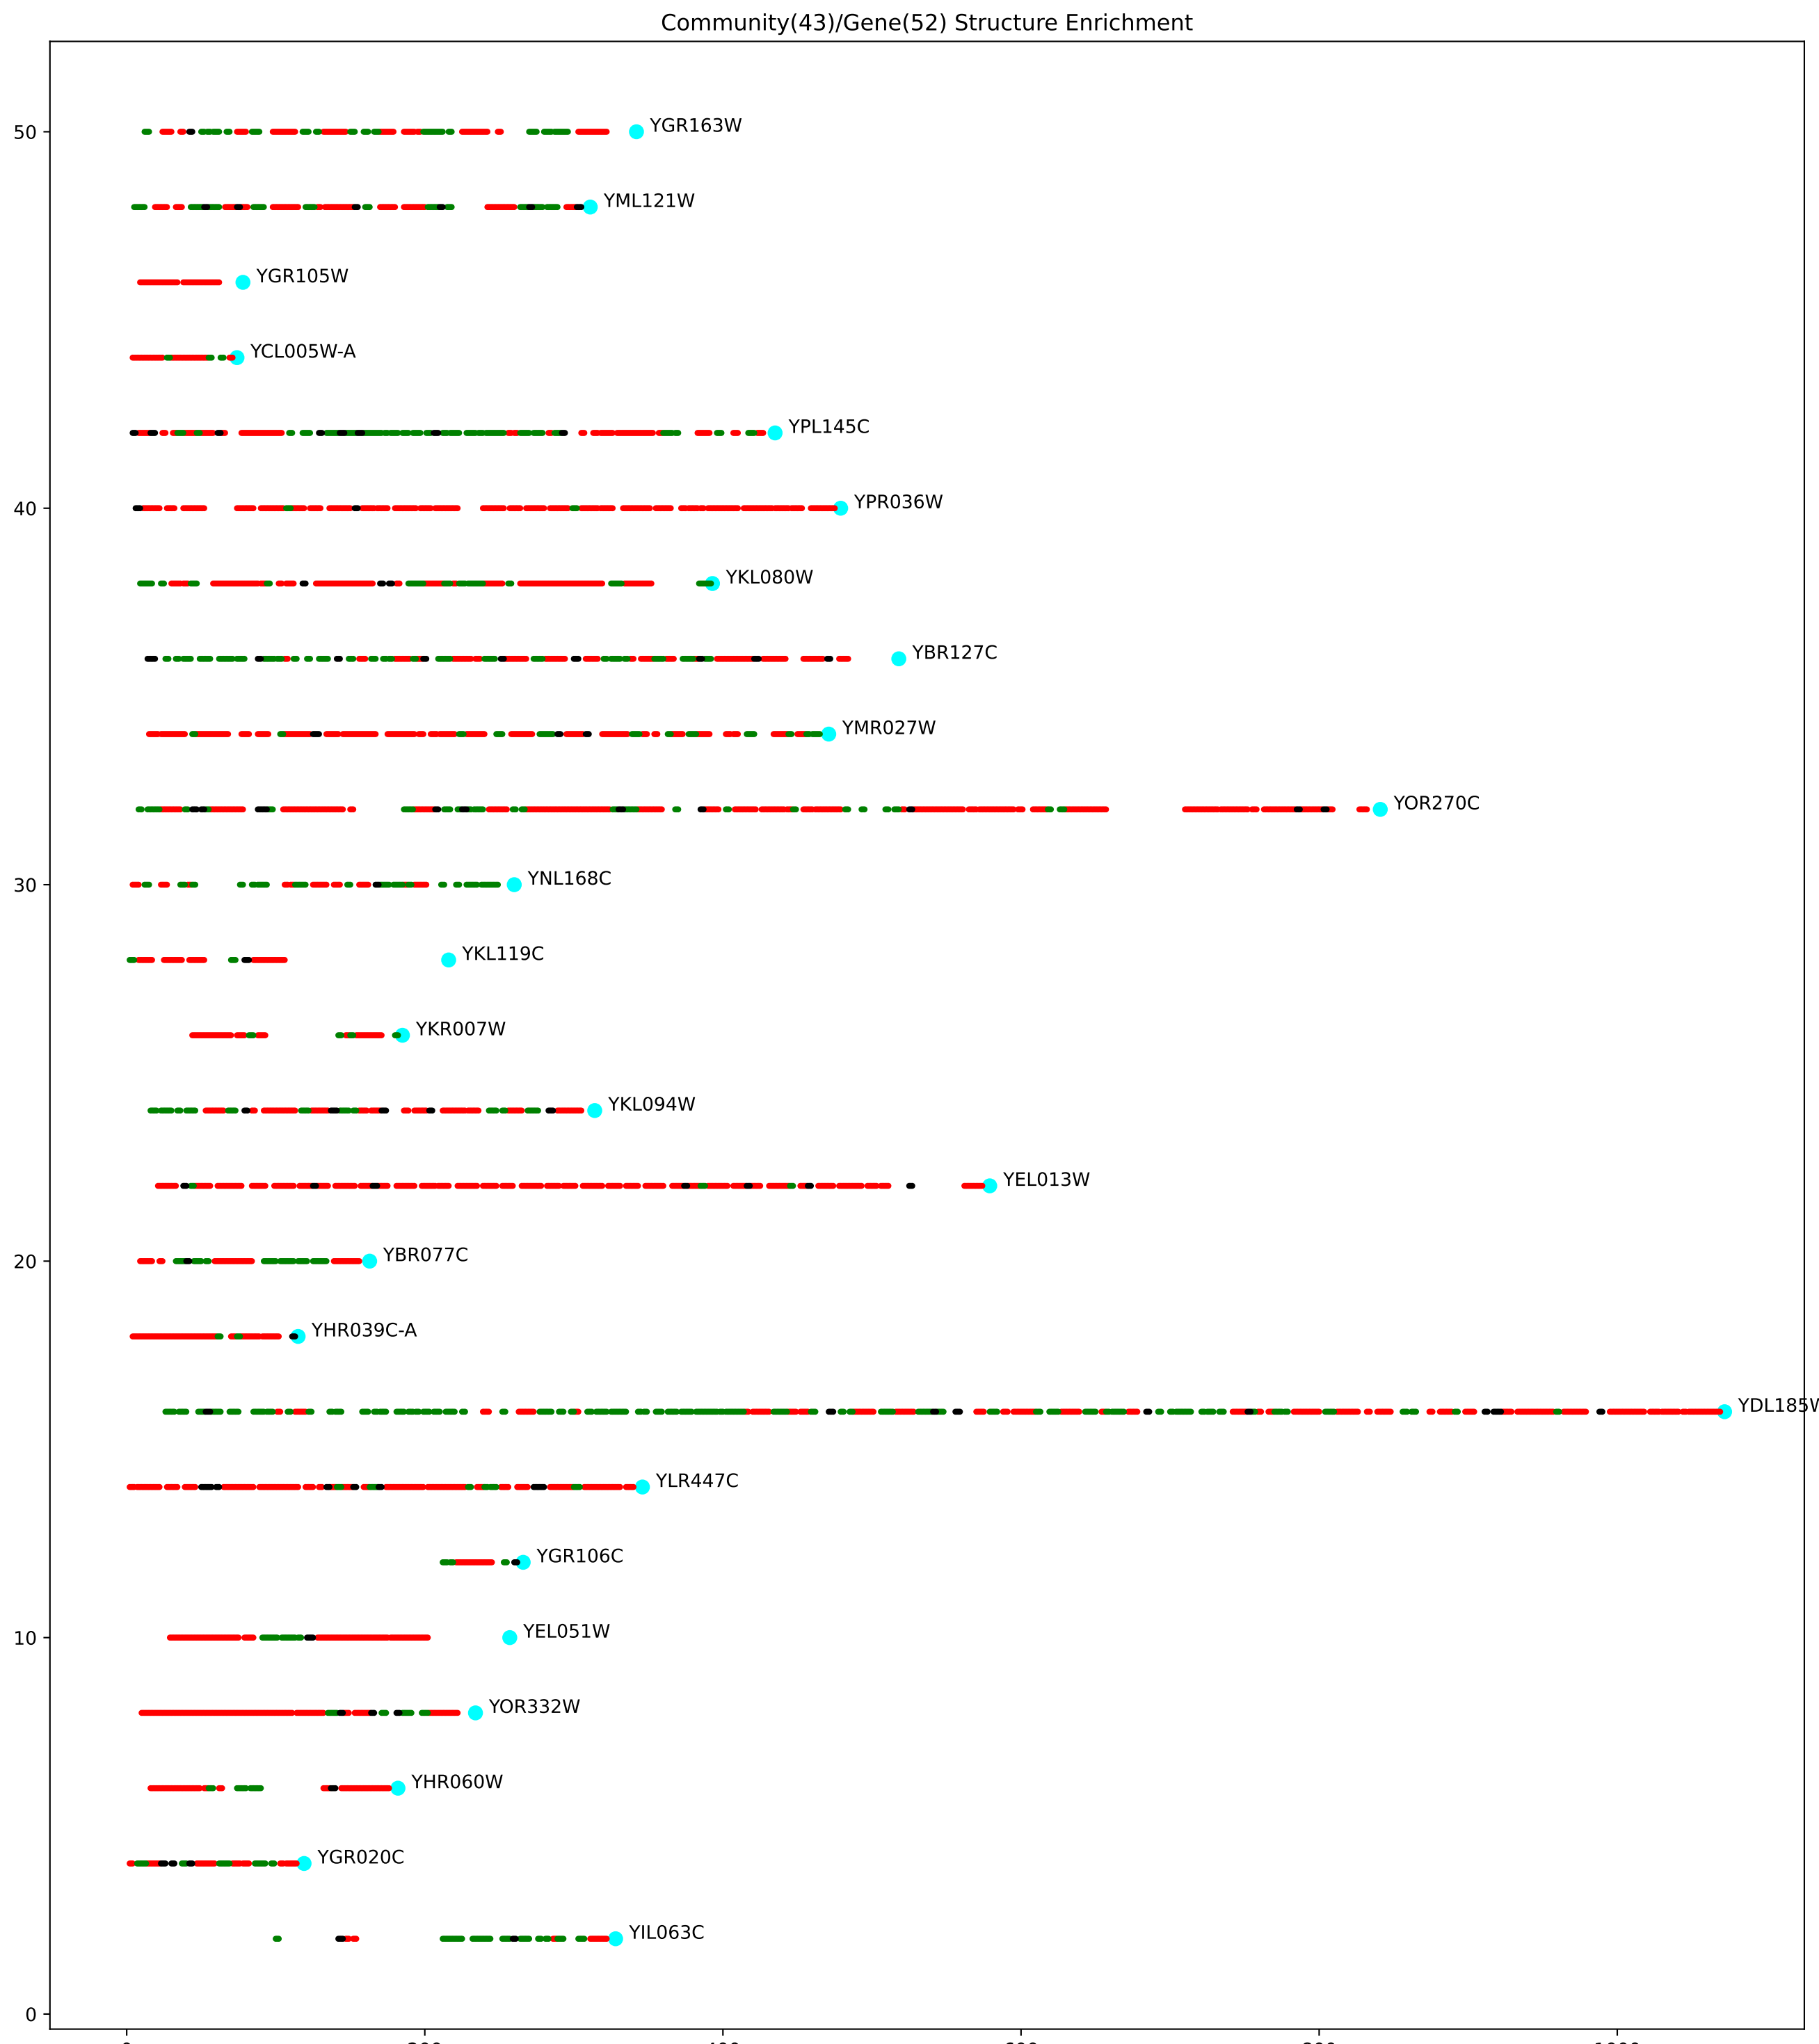 Community(43)/Gene(52) Structure Enrichment
50
YGR163W
YML121W
YGR105W
YCL005W-A
YPL145C
40
YPR036W
YKL080W
YBR127C
YMR027W
YOR270C
30
YNL168C
YKL119C
YKR007W
YKL094W
YEL013W
20
YBR077C
YHR039C-A
YDL185W
YLR447C
YGR106C
10
YEL051W
YOR332W
YHR060W
YGR020C
YIL063C
0